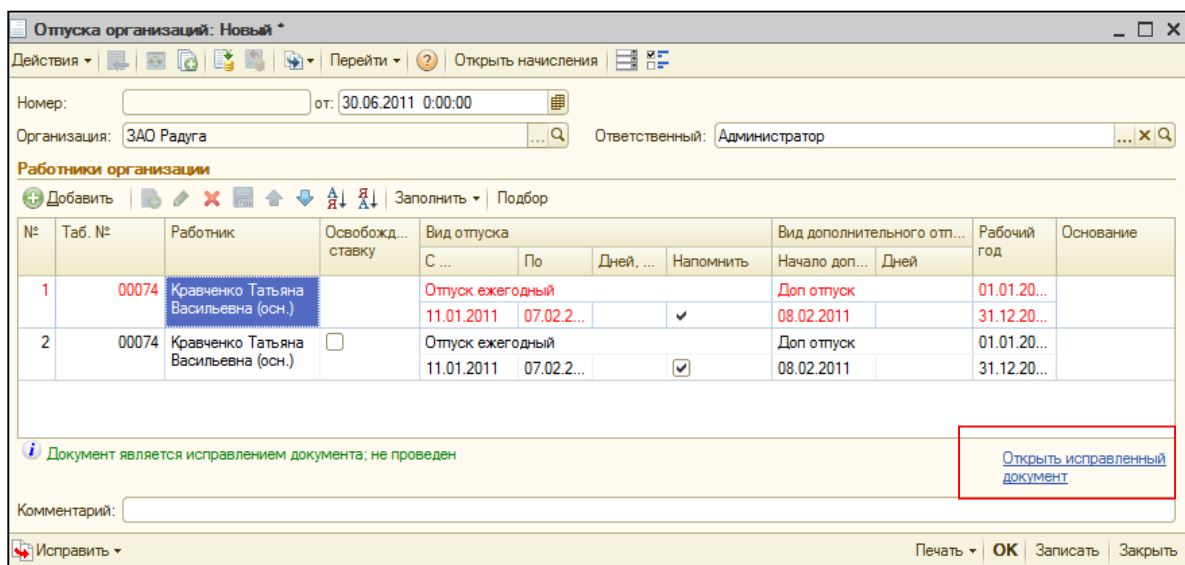 Отпуска организаций: Новый *
Действия Перейти Открыть начисления
Номер: от: 30.06.2011 0:00:00
Организация: ЗАО Радуга ... Ответственный: Администратор ...
Работники организации
Добавить Заполнить Подбор
№ Таб. № Работник Освобожд... ставку Вид отпуска Вид дополнительного отп... Рабочий год Основание
С ... По Дней, ... Напомнить Начало доп... Дней
1 00074 Кравченко Татьяна Отпуск ежегодный Доп отпуск 01.01.20...
Васильевна (осн.) 11.01.2011 07.02.2... 08.02.2011 31.12.20...
2 00074 Кравченко Татьяна Отпуск ежегодный Доп отпуск 01.01.20...
Васильевна (осн.) 11.01.2011 07.02.2... 08.02.2011 31.12.20...
Документ является исправлением документа; не проведен
Открыть исправленный
документ
Комментарий:
Исправить Печать OK Записать Закрыть